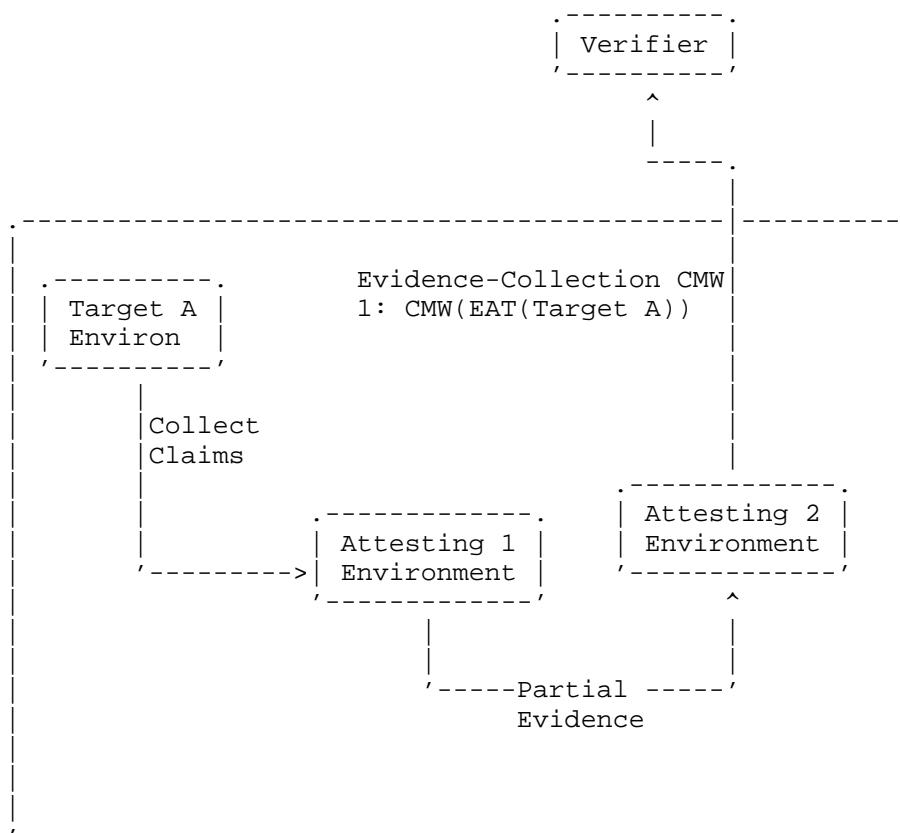 Verifier
Evidence-Collection CMW
1: CMW(EAT(Target A))
Target A
Environ
Collect
Claims
Attesting 2
Environment
Attesting 1
Environment
Partial
Evidence